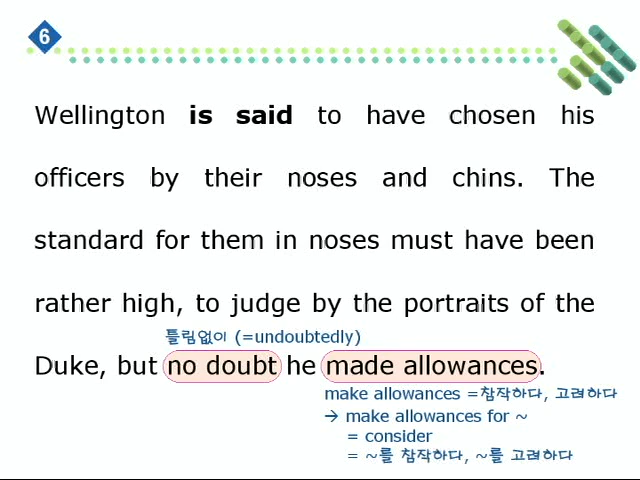 6
Wellington is said to have chosen his
officers by their noses and chins. The
standard for them in noses must have been
rather high, to judge by the portraits of the
틀림없이 (=undoubtedly)
Duke, but no doubt he made allowances.
make allowances =참작하다, 고려하다
→ make allowances for ~
= consider
= ~를 참작하다, ~를 고려하다